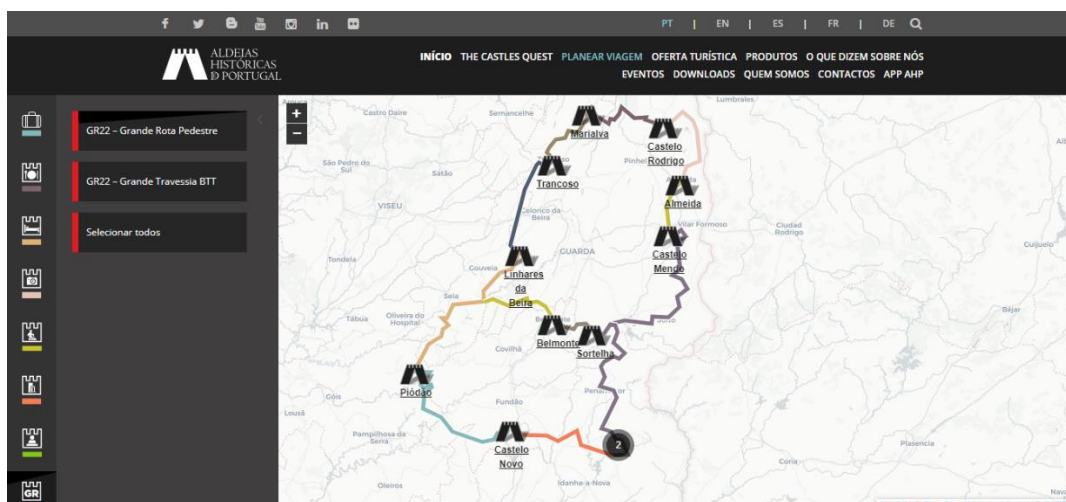 PT | EN | ES | FR | DE
ALDEIAS
HISTÓRICAS
D PORTUGAL
INÍCIO THE CASTLES QUEST PLANEAR VIAGEM OFERTA TURÍSTICA PRODUTOS O QUE DIZEM SOBRE NÓS
EVENTOS DOWNLOADS QUEM SOMOS CONTACTOS APP AHP
GR22 – Grande Rota Pedestre
GR22 – Grande Travessia BTT
Selecionar todos
GR
+
−
Castro Daire
Sernancelhe
Lumbrales
Marialva
Castelo
Rodrigo
São Pedro do
Sul
Sátão
Trancoso
Almeida
VISEU
Celorico da
Beira
Vilar Formoso
Ciudad
Rodrigo
GUARDA
Castelo
Mendo
Tondela
Gouveia
Linhares
da
Beira
Seia
Tábua
Oliveira do
Hospital
Belmonte
Sortelha
Covilhã
Béjar
Piódão
Góis
Fundão
Lousã
Pampilhosa da
Serra
Castelo
Novo
2
Plasencia
Coria
Oleiros
Idanha-a-Nova